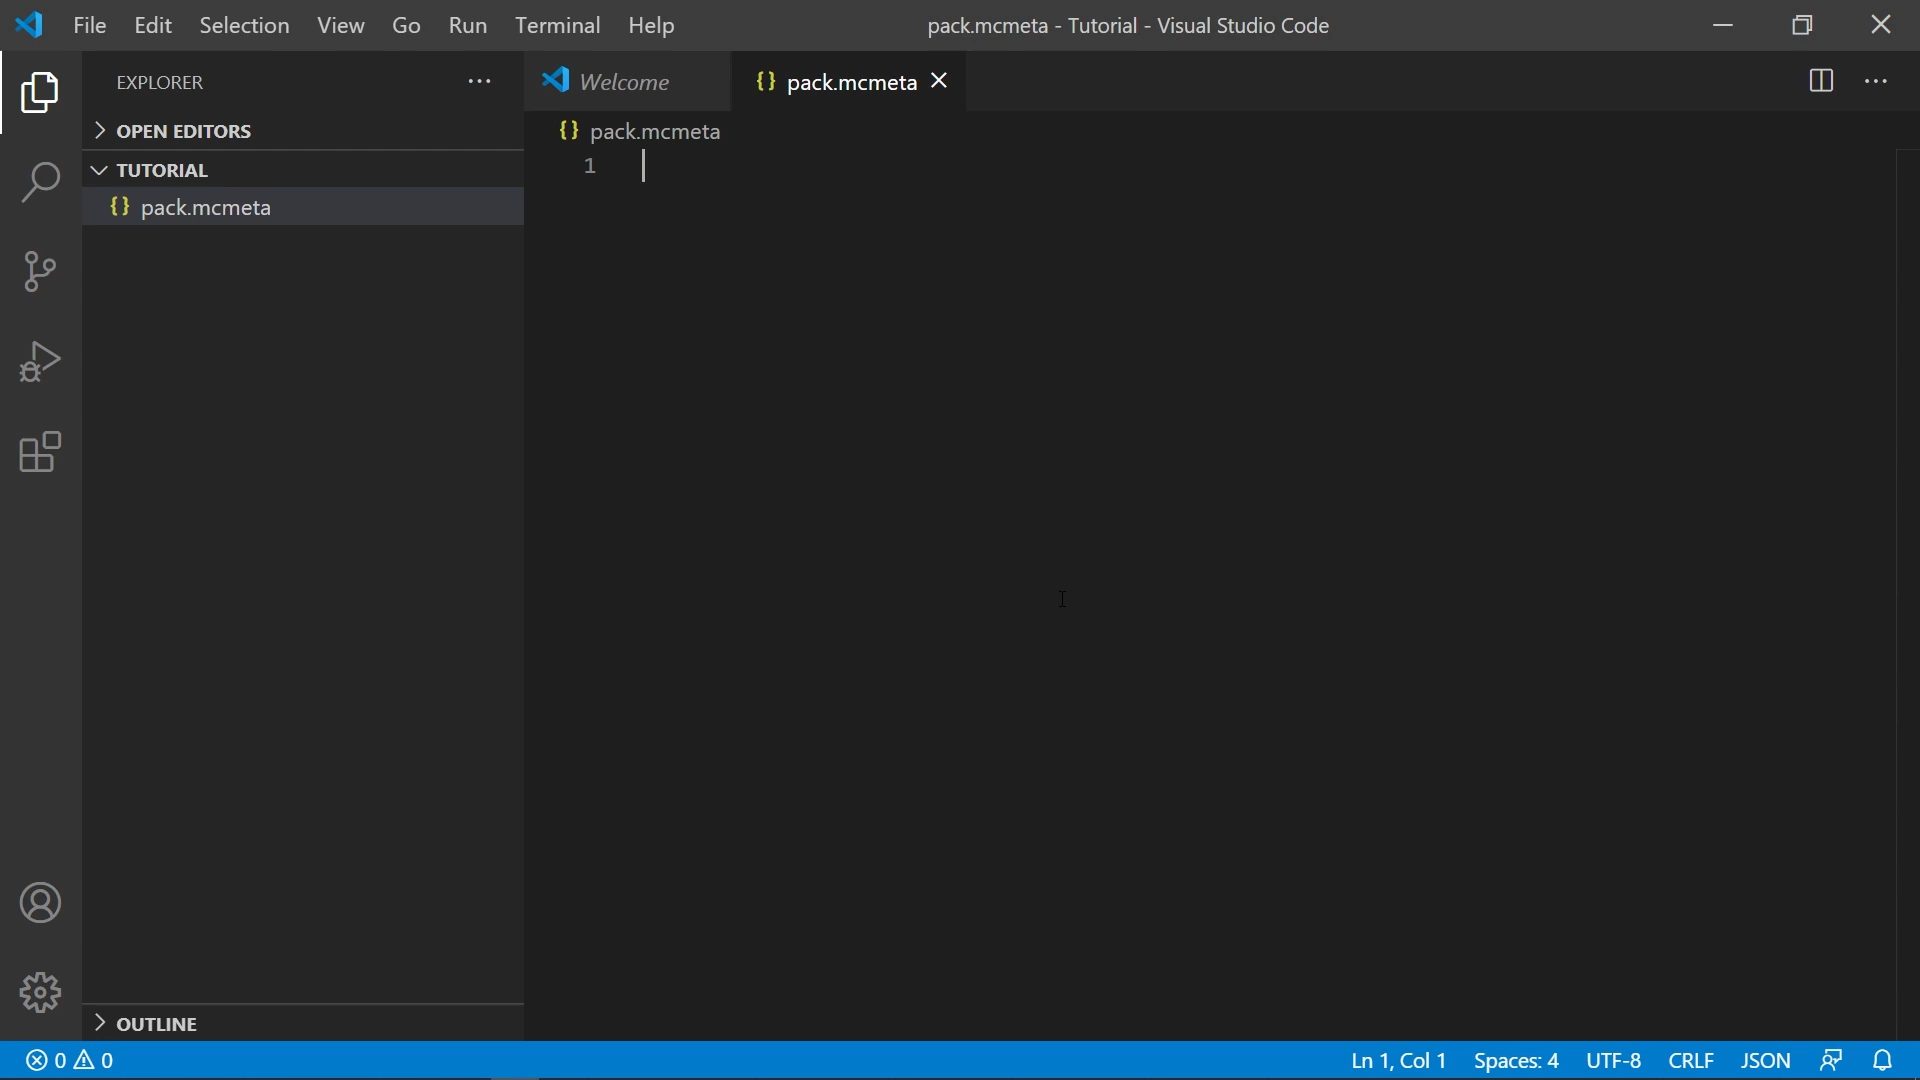 File Edit Selection View Go Run Terminal Help
pack.mcmeta - Tutorial - Visual Studio Code
EXPLORER
Welcome
{} pack.mcmeta
OPEN EDITORS
{} pack.mcmeta
TUTORIAL
1
{} pack.mcmeta
OUTLINE
0 0
Ln 1, Col 1 Spaces: 4 UTF-8 CRLF JSON